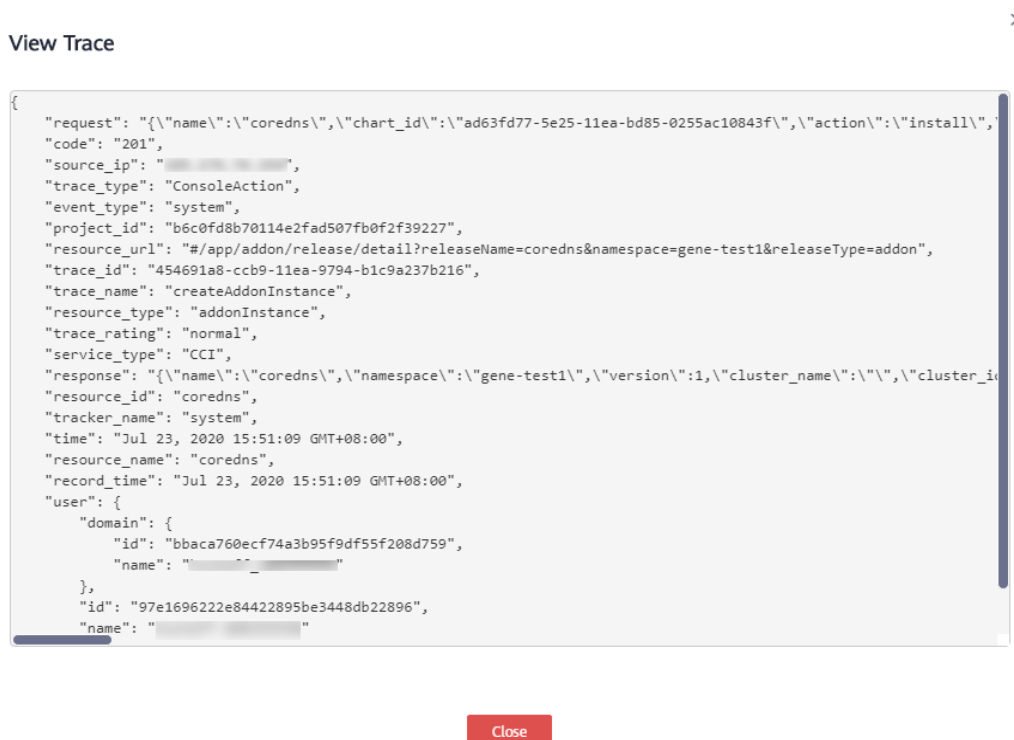 View Trace
{
"request": "{\"name\":\"coredns\",\"chart_id\":\"ad63fd77-5e25-11ea-bd85-0255ac10843f\",\"action\":\"install\",
"code": "201",
"source_ip": " ",
"trace_type": "ConsoleAction",
"event_type": "system",
"project_id": "b6c0fd8b70114e2fad507fb0f2f39227",
"resource_url": "#/app/addon/release/detail?releaseName=coredns&namespace=gene-test1&releaseType=addon",
"trace_id": "454691a8-ccb9-11ea-9794-b1c9a237b216",
"trace_name": "createAddonInstance",
"resource_type": "addonInstance",
"trace_rating": "normal",
"service_type": "CCI",
"response": "{\"name\":\"coredns\",\"namespace\":\"gene-test1\",\"version\":1,\"cluster_name\":\"\",\"cluster_i
"resource_id": "coredns",
"tracker_name": "system",
"time": "Jul 23, 2020 15:51:09 GMT+08:00",
"resource_name": "coredns",
"record_time": "Jul 23, 2020 15:51:09 GMT+08:00",
"user": {
"domain": {
"id": "bbaca760ecf74a3b95f9df55f208d759",
"name": " "
},
"id": "97e1696222e84422895be3448db22896",
"name": " "
Close